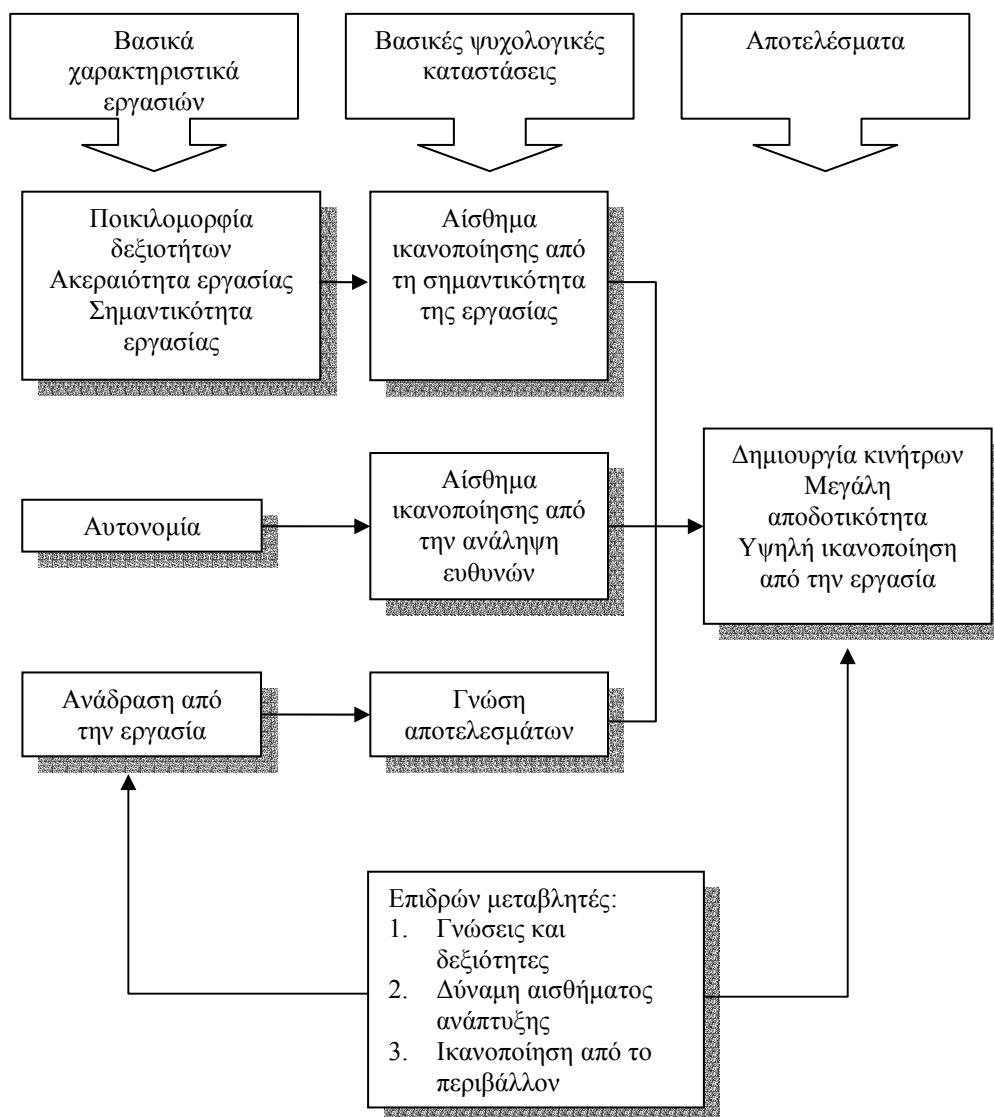 Βασικά
χαρακτηριστικά
εργασιών
Βασικές ψυχολογικές
καταστάσεις
Αποτελέσματα
Ποικιλομορφία
δεξιοτήτων
Ακεραιότητα εργασίας
Σημαντικότητα
εργασίας
Αίσθημα
ικανοποίησης από
τη σημαντικότητα
της εργασίας
Αυτονομία
Αίσθημα
ικανοποίησης από
την ανάληψη
ευθυνών
Δημιουργία κινήτρων
Μεγάλη
αποδοτικότητα
Υψηλή ικανοποίηση
από την εργασία
Ανάδραση από
την εργασία
Γνώση
αποτελεσμάτων
Επιδρών μεταβλητές:
1. Γνώσεις και
δεξιότητες
2. Δύναμη αισθήματος
ανάπτυξης
3. Ικανοποίηση από το
περιβάλλον